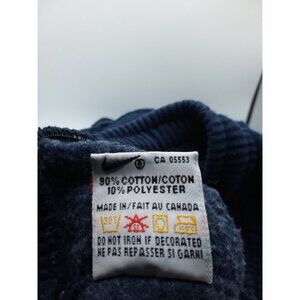 CA 05553
90% COTTON/COTON
10% POLYESTER
MADE IN/FAIT AU CANADA
DO NOT IRON IF DECORATED
NE PAS REPASSER SI GARNI